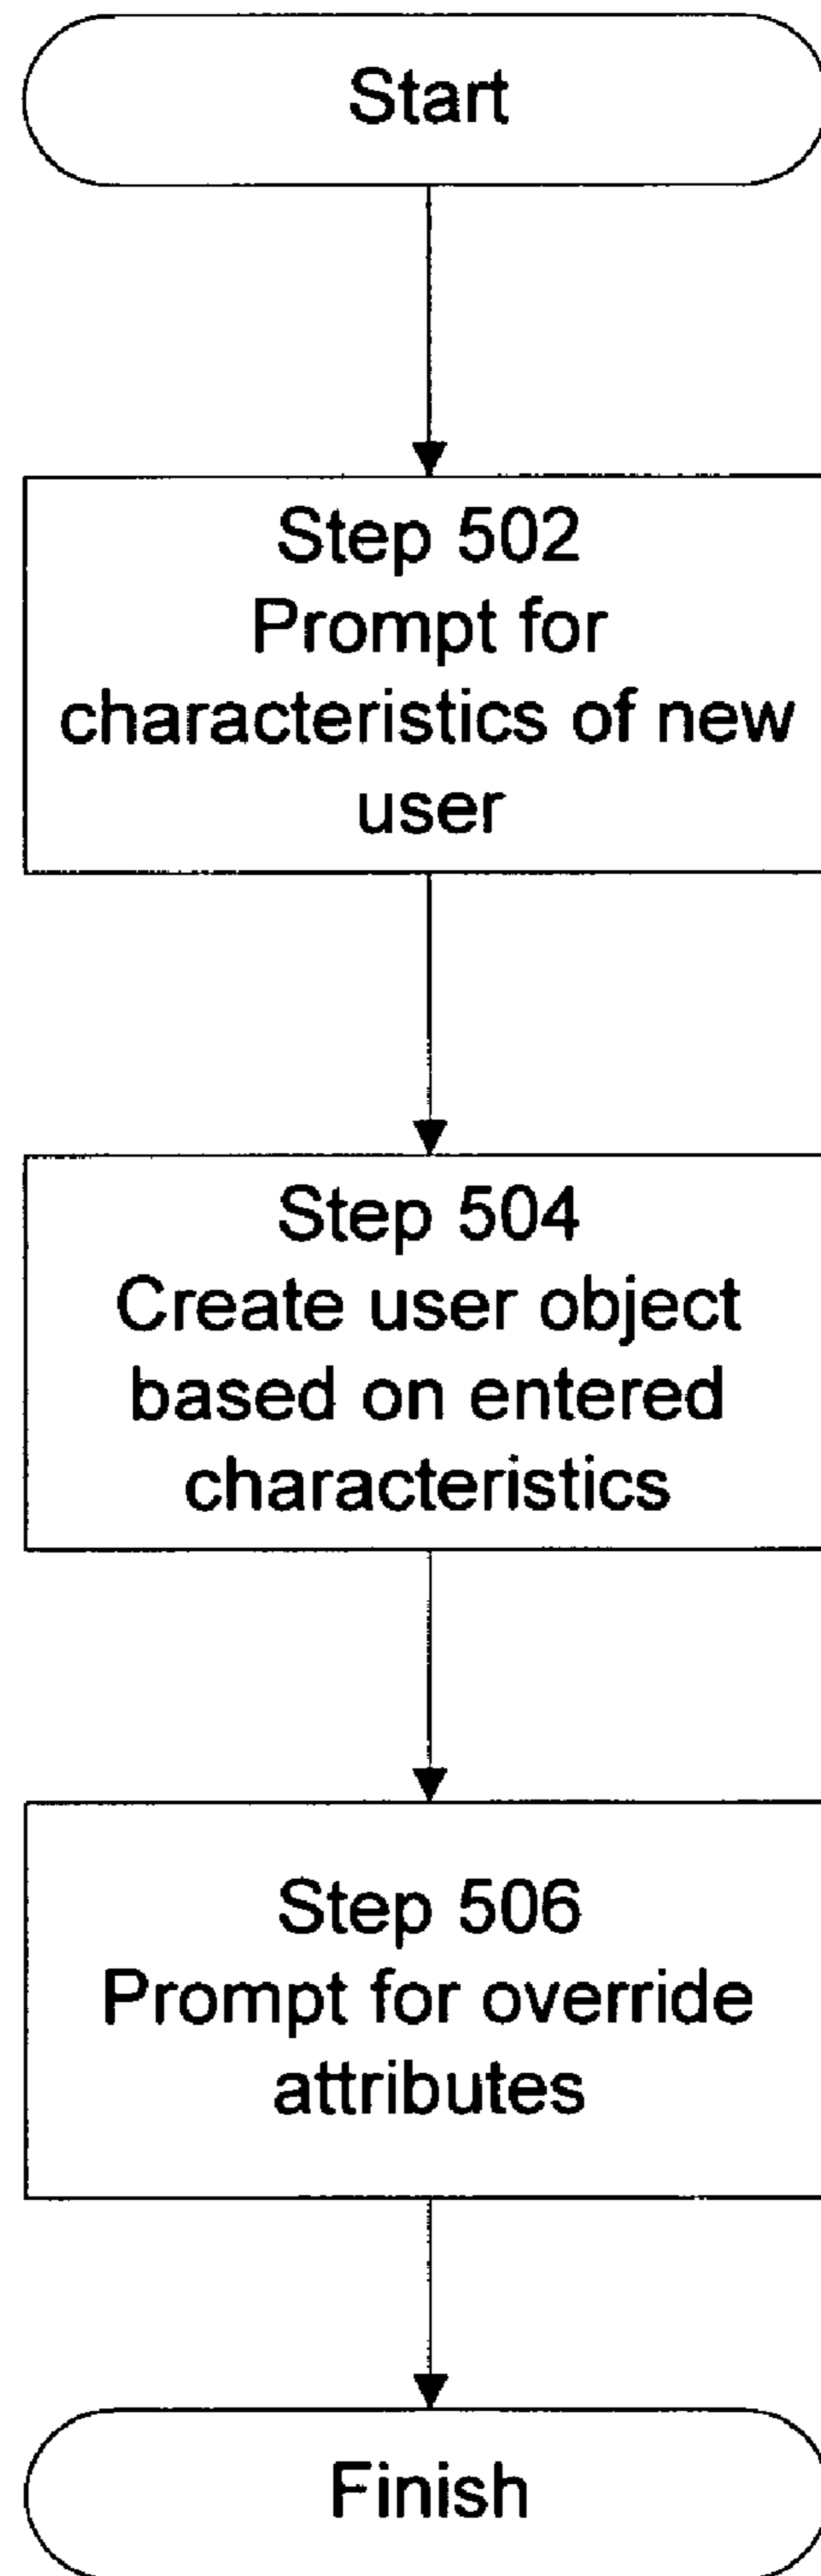 Start
Step 502
Prompt for
characteristics of new
user
Step 504
Create user object
based on entered
characteristics
Step 506
Prompt for override
attributes
Finish